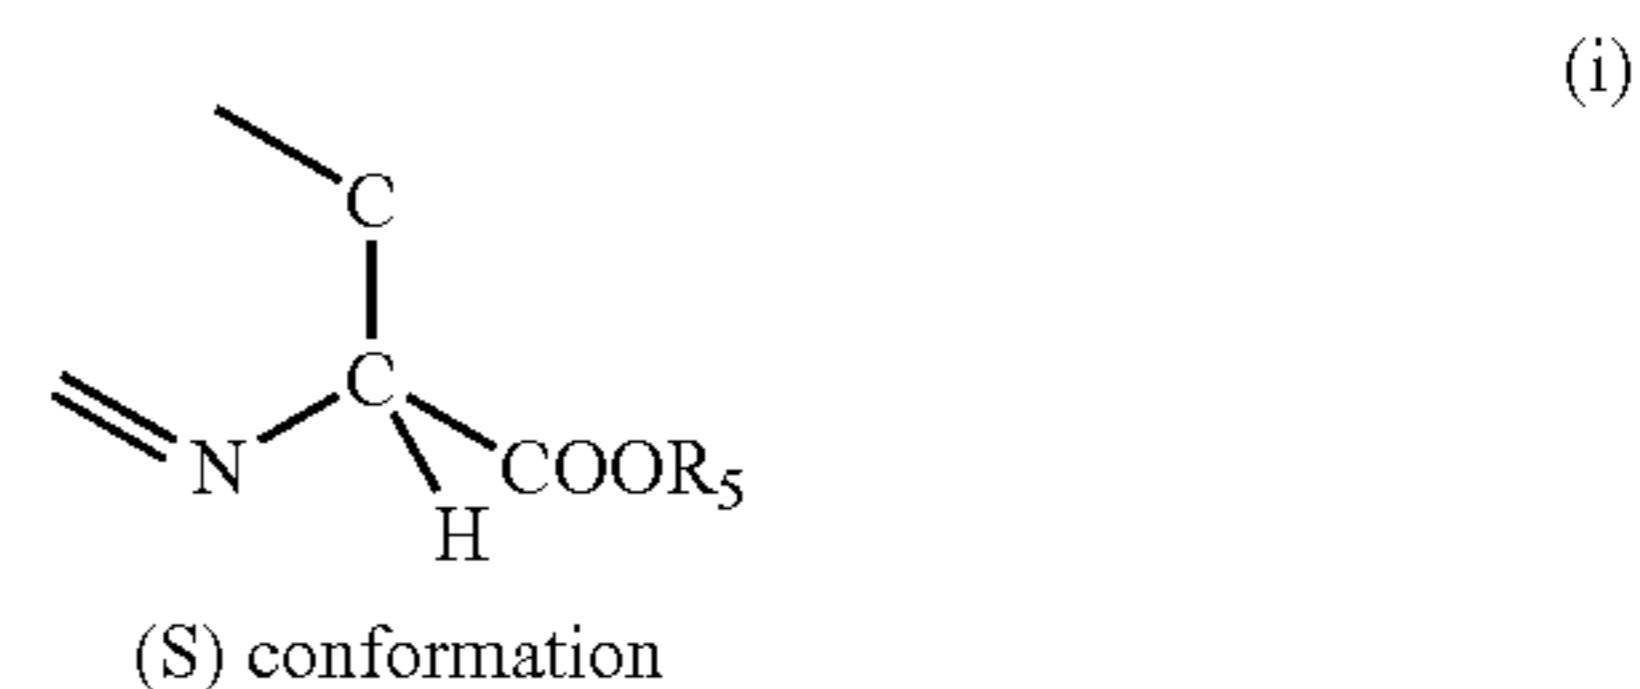 (i)
C
C
N
COOR₅
H
(S) conformation